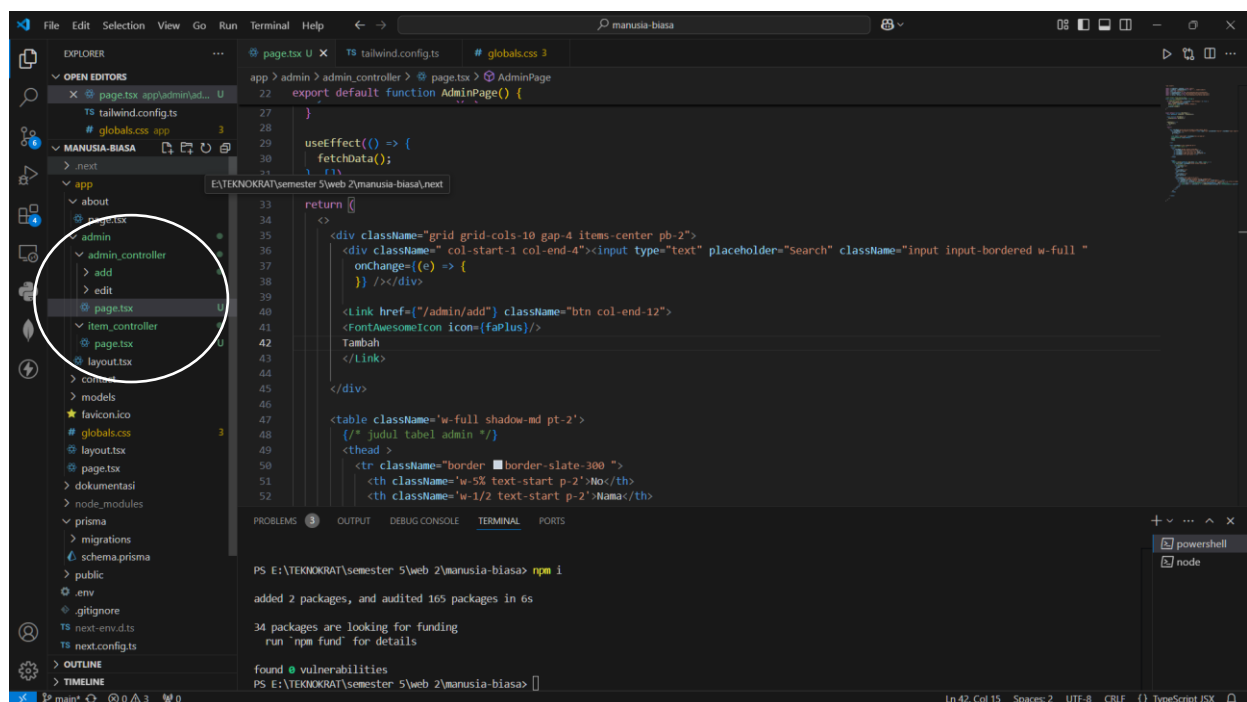 File Edit Selection View Go Run Terminal Help manusia-biasa
EXPLORER
OPEN EDITORS
page.tsx app\admin\ad... U
TS tailwind.config.ts
# globals.css app 3
MANUSIA-BIASA
.next
app
about
page.tsx
admin
admin_controller
add
edit
page.tsx U
item_controller
page.tsx U
layout.tsx
models
favicon.ico
# globals.css 3
layout.tsx
page.tsx
dokumentasi
node_modules
prisma
migrations
schema.prisma
public
.env
.gitignore
TS next-env.d.ts
TS next.config.ts
OUTLINE
TIMELINE
page.tsx U TS tailwind.config.ts # globals.css 3
app > admin > admin_controller > page.tsx > AdminPage
22 export default function AdminPage() {
27 }
28
29 useEffect(() => {
30 fetchData();
E:\TEKNOKRAT\semester 5\web 2\manusia-biasa\.next
33 return (
34 <>
35 <div className="grid grid-cols-10 gap-4 items-center pb-2">
36 <div className=" col-start-1 col-end-4"><input type="text" placeholder="Search" className="input input-bordered w-full "
37 onChange={(e) => {
38 }} /></div>
39
40 <Link href={"/admin/add"} className="btn col-end-12">
41 <FontAwesomeIcon icon={faPlus}/>
42 Tambah
43 </Link>
44
45 </div>
46
47 <table className='w-full shadow-md pt-2'>
48 {/* judul tabel admin */}
49 <thead >
50 <tr className="border border-slate-300 ">
51 <th className='w-5% text-start p-2'>No</th>
52 <th className='w-1/2 text-start p-2'>Nama</th>
PROBLEMS 3 OUTPUT DEBUG CONSOLE TERMINAL PORTS
PS E:\TEKNOKRAT\semester 5\web 2\manusia-biasa> npm i
added 2 packages, and audited 165 packages in 6s
34 packages are looking for funding
run `npm fund` for details
found 0 vulnerabilities
PS E:\TEKNOKRAT\semester 5\web 2\manusia-biasa>
powershell
node
main* 0 3 0 Ln 42, Col 15 Spaces: 2 UTF-8 CRLF {} TypeScript JSX